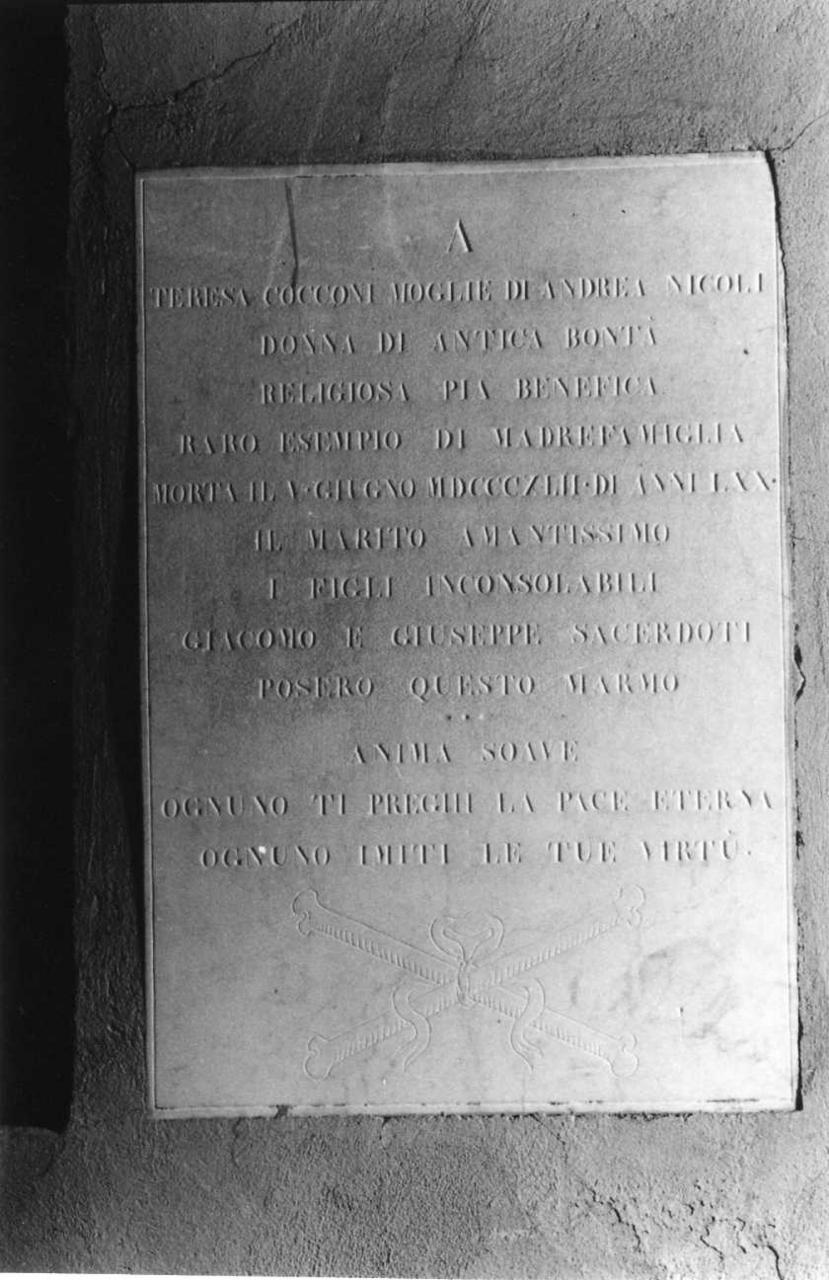 A
TERESA COCCONI MOGLIE DI ANDREA NICOLI
DONNA DI ANTICA BONTÀ
RELIGIOSA PIA BENEFICA
RARO ESEMPIO DI MADREFAMIGLIA
MORTA IL V·GIUGNO MDCCCXLII·DI ANNI LXX·
IL MARITO AMANTISSIMO
I FIGLI INCONSOLABILI
GIACOMO E GIUSEPPE SACERDOTI
POSERO QUESTO MARMO
...
ANIMA SOAVE
OGNUNO TI PREGHI LA PACE ETERNA
OGNUNO IMITI LE TUE VIRTÙ.